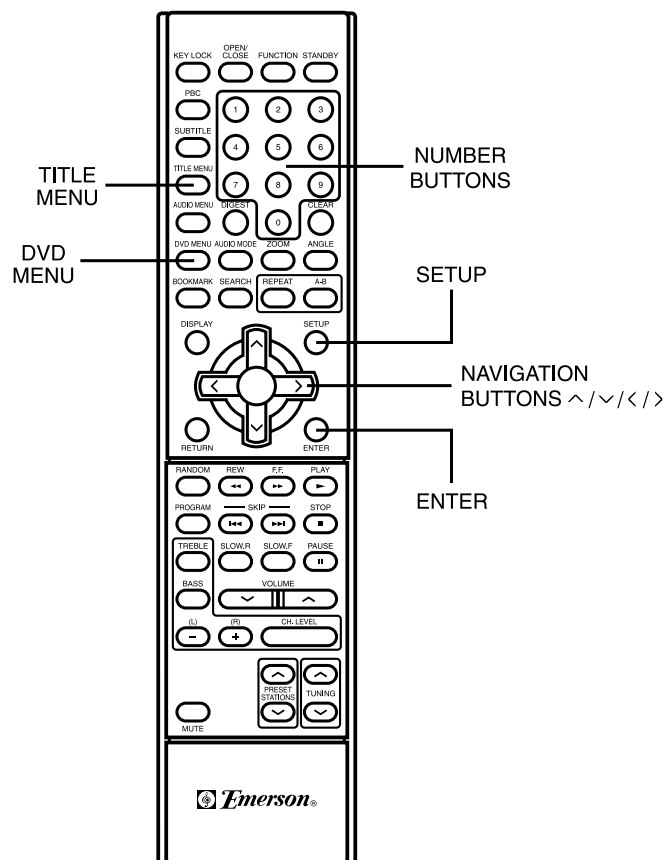 KEY LOCK OPEN/CLOSE FUNCTION STANDBY
PBC 1 2 3
SUBTITLE 4 5 6
TITLE MENU 7 8 9
AUDIO MENU DIGEST 0 CLEAR
DVD MENU AUDIO MODE ZOOM ANGLE
BOOKMARK SEARCH REPEAT A-B
DISPLAY SETUP
RETURN ENTER
RANDOM REW F.F. PLAY
PROGRAM SKIP STOP
TREBLE SLOW.R SLOW.F PAUSE
BASS VOLUME
(L) (R) CH. LEVEL
− +
PRESET
STATIONS
TUNING
MUTE
Emerson®
TITLE
MENU
DVD
MENU
NUMBER
BUTTONS
SETUP
NAVIGATION
BUTTONS ^/v/</>
ENTER